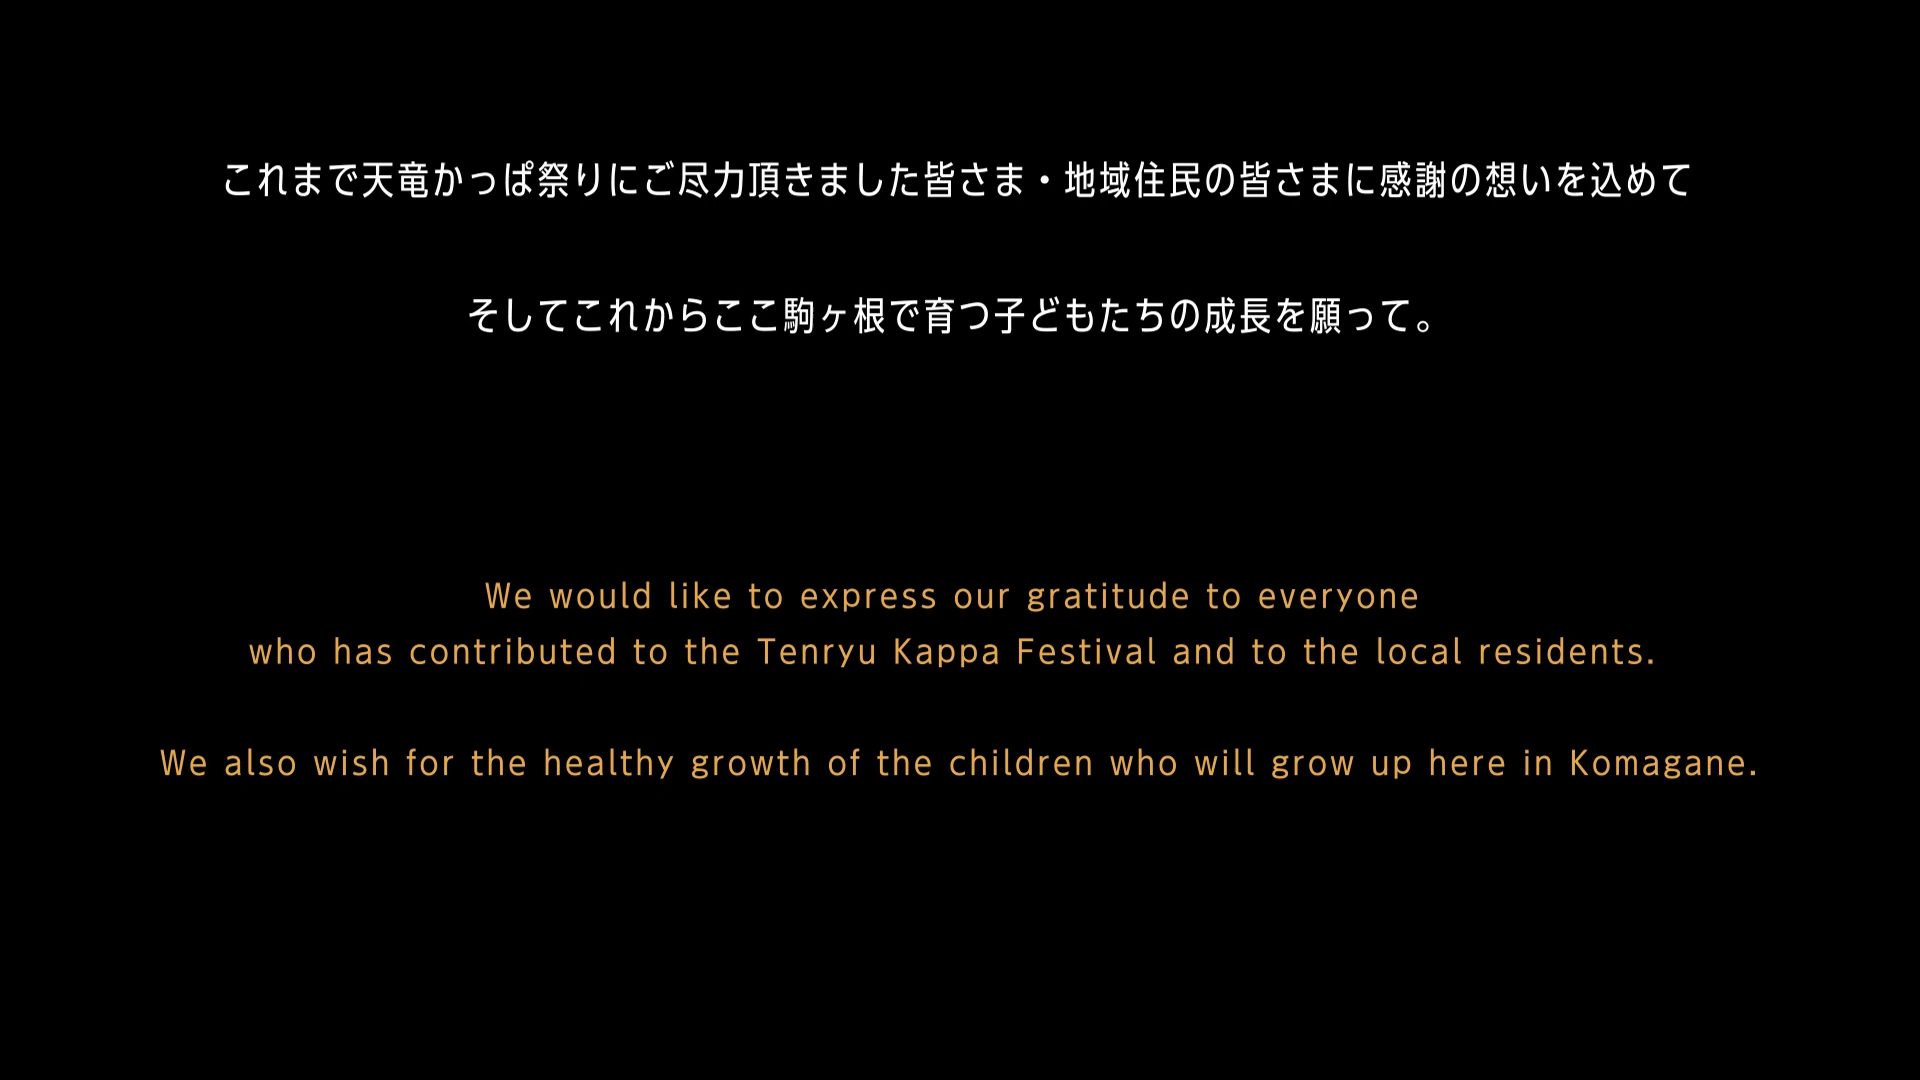 これまで天竜かっぱ祭りにご尽力頂きました皆さま・地域住民の皆さまに感謝の想いを込めて
そしてこれからここ駒ヶ根で育つ子どもたちの成長を願って。
We would like to express our gratitude to everyone
who has contributed to the Tenryu Kappa Festival and to the local residents.
We also wish for the healthy growth of the children who will grow up here in Komagane.